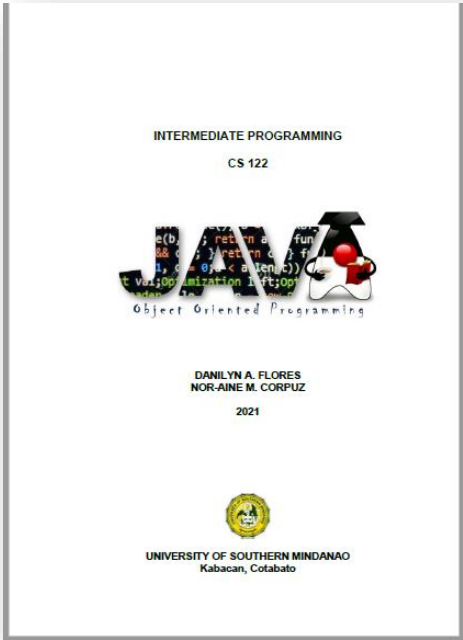 INTERMEDIATE PROGRAMMING
CS 122
JAVA
Object Oriented Programming
DANILYN A. FLORES
NOR-AINE M. CORPUZ
2021
UNIVERSITY OF SOUTHERN MINDANAO
Kabacan, Cotabato